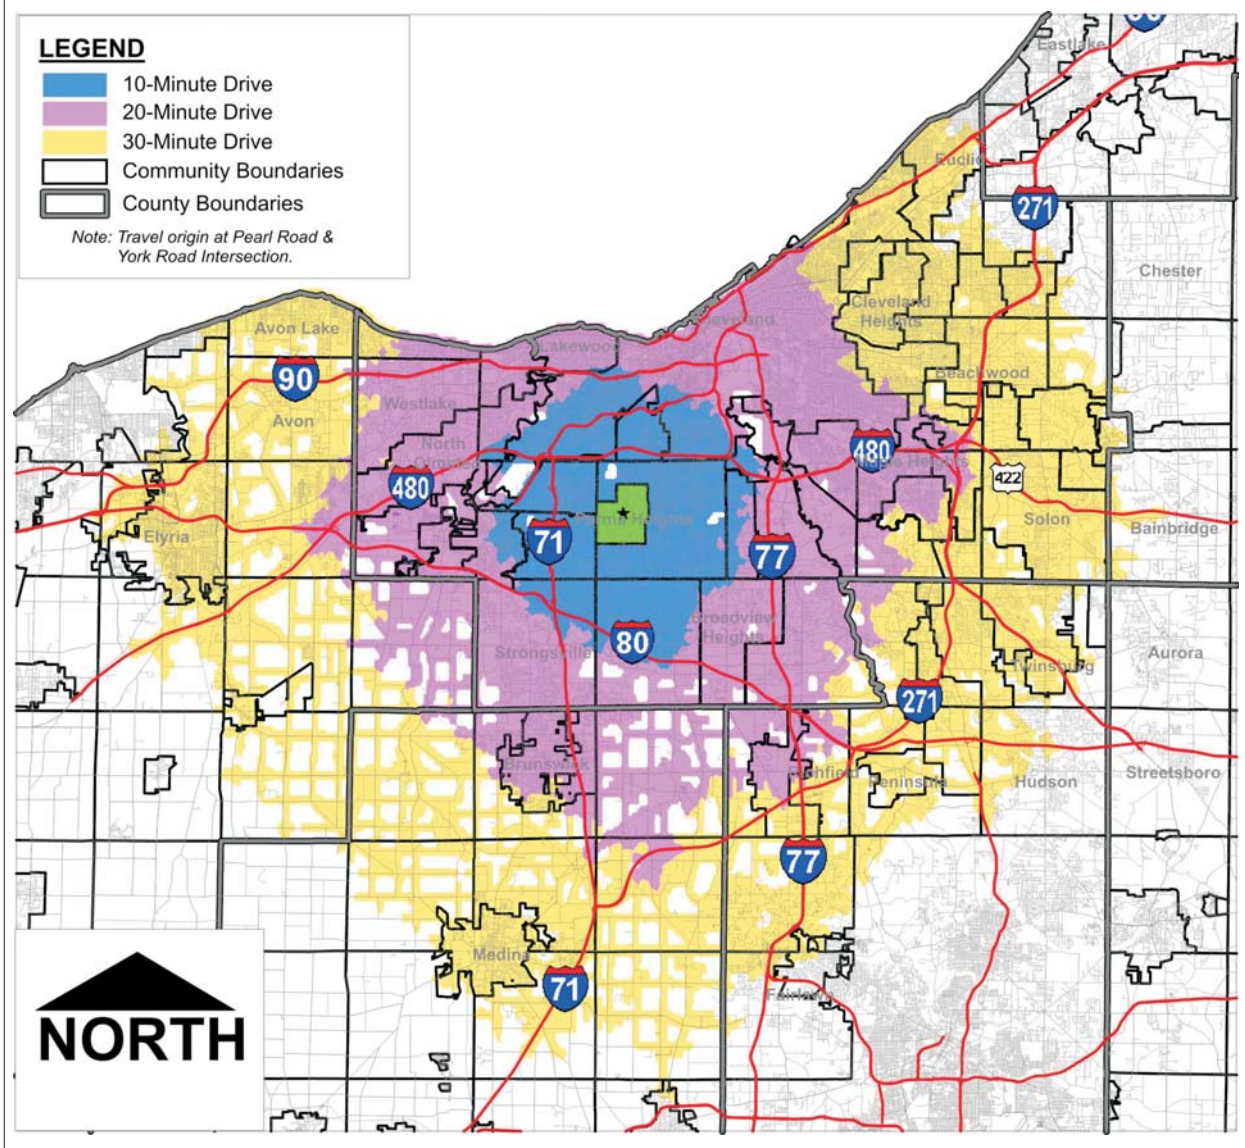 LEGEND
10-Minute Drive
20-Minute Drive
30-Minute Drive
Community Boundaries
County Boundaries
Note: Travel origin at Pearl Road &
York Road Intersection.
Eastlake
Euclid
271
Chester
Avon Lake
Cleveland
Heights
Cleveland
Lakewood
90
Beachwood
Westlake
Avon
North
Olmsted
480
480
Maple Heights
422
Parma Heights
Solon
Bainbridge
Elyria
71
77
Broadview
Heights
80
Strongsville
Aurora
Twinsburg
271
Brunswick
Richfield
Peninsula
Hudson
Streetsboro
77
Medina
71
Fairlawn
NORTH